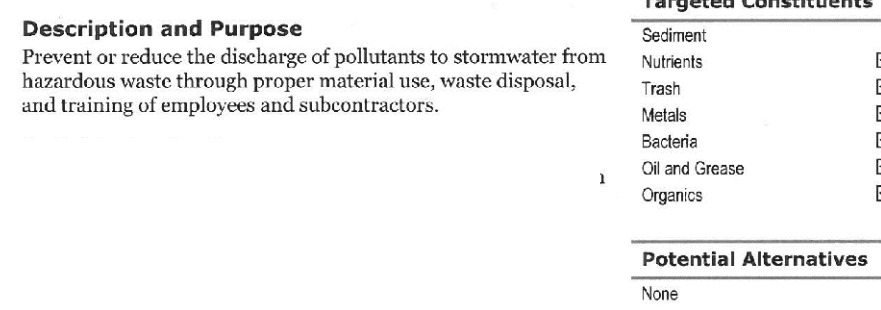 Description and Purpose
Prevent or reduce the discharge of pollutants to stormwater from
hazardous waste through proper material use, waste disposal,
and training of employees and subcontractors.
Targeted Constituents
Sediment
Nutrients
Trash
Metals
Bacteria
Oil and Grease
Organics
Potential Alternatives
None